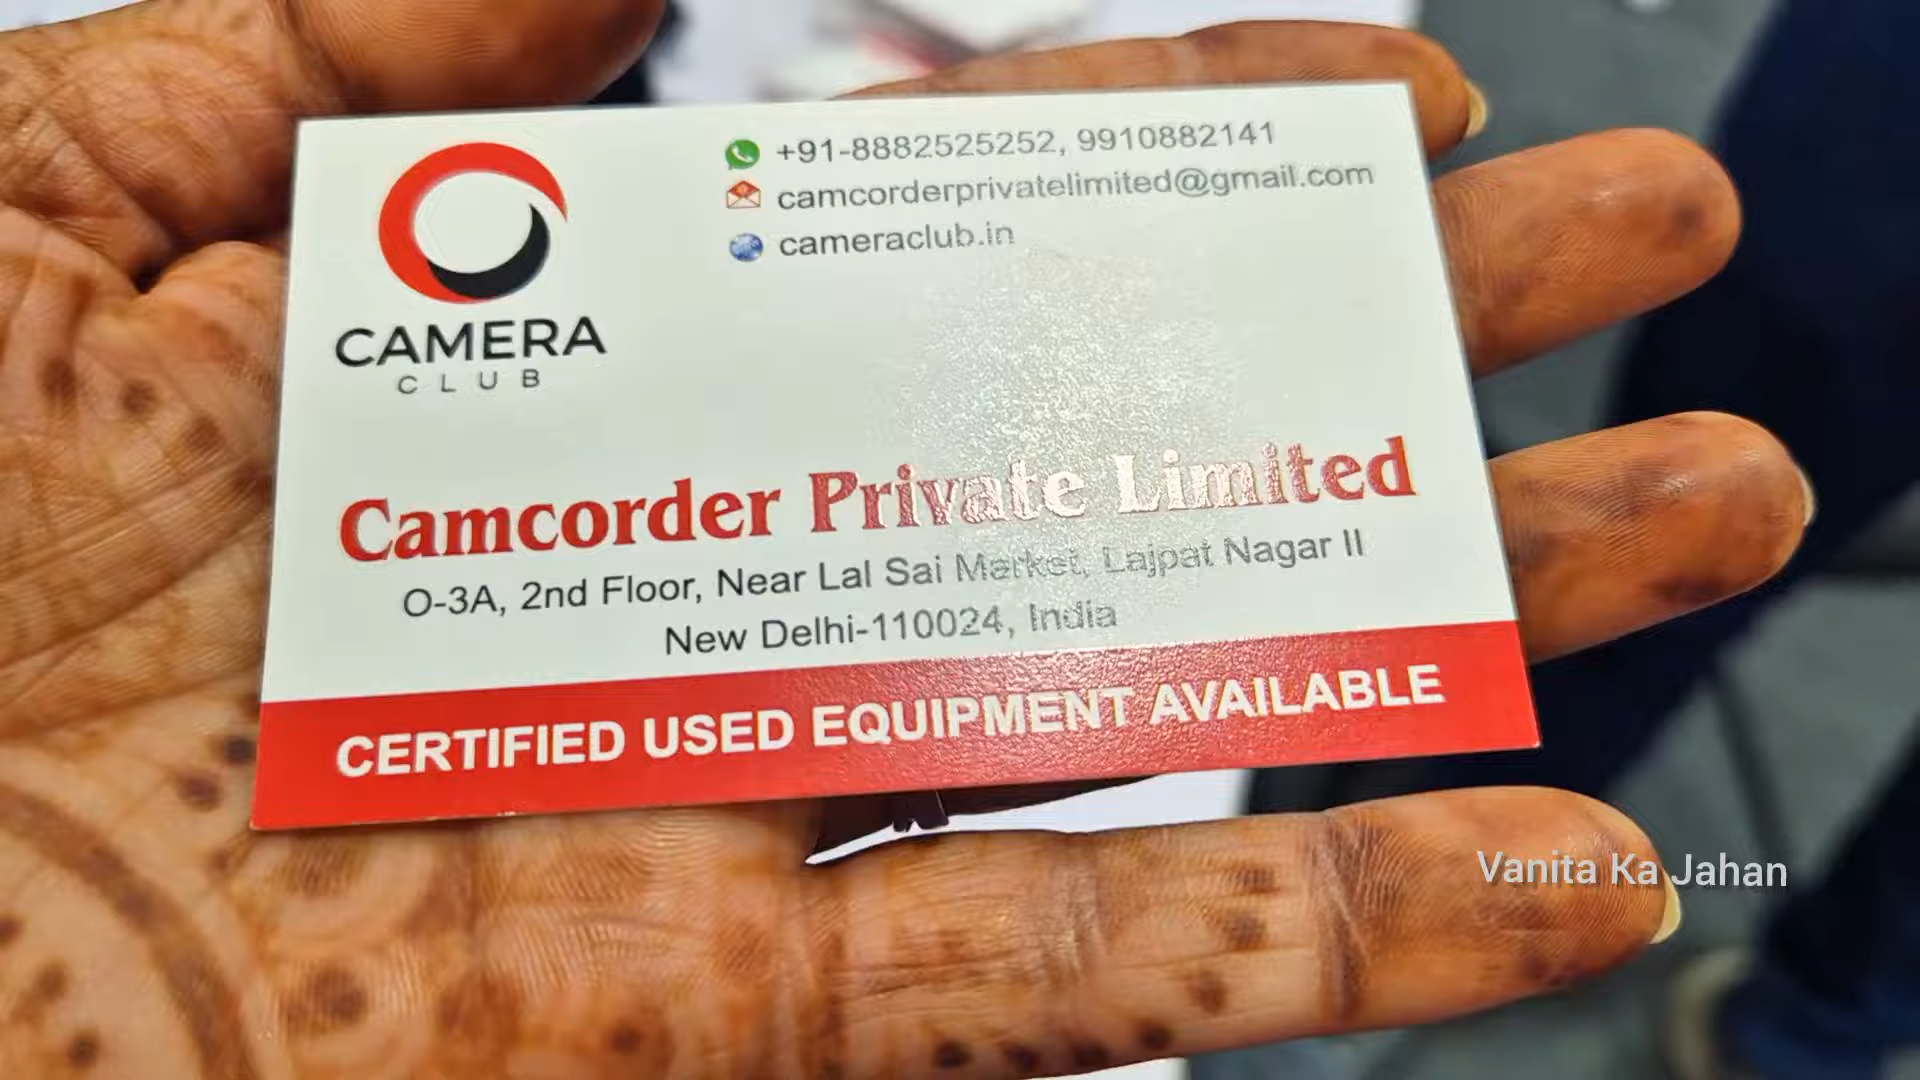 CAMERA
CLUB
+91-8882525252, 9910882141
camcorderprivatelimited@gmail.com
cameraclub.in
Camcorder Private Limited
O-3A, 2nd Floor, Near Lal Sai Market, Lajpat Nagar II
New Delhi-110024, India
CERTIFIED USED EQUIPMENT AVAILABLE
Vanita Ka Jahan